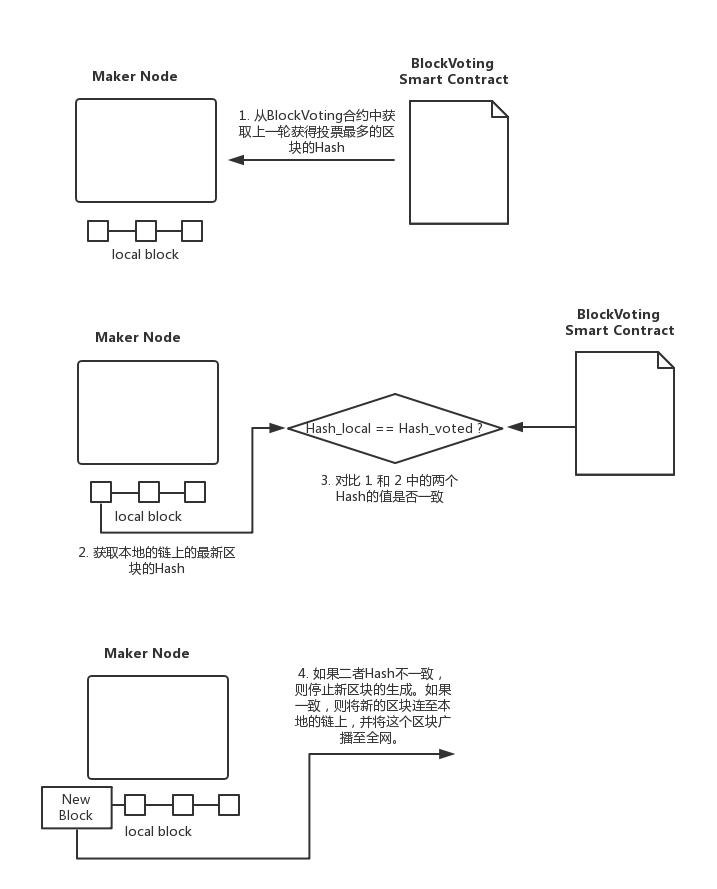 Maker Node
BlockVoting
Smart Contract
1. 从BlockVoting合约中获
取上一轮获得投票最多的区
块的Hash
local block
Maker Node
BlockVoting
Smart Contract
Hash_local == Hash_voted ?
3. 对比 1 和 2 中的两个
Hash的值是否一致
local block
2. 获取本地的链上的最新区
块的Hash
Maker Node
4. 如果二者Hash不一致，
则停止新区块的生成。如果
一致，则将新的区块连至本
地的链上，并将这个区块广
播至全网。
New
Block
local block